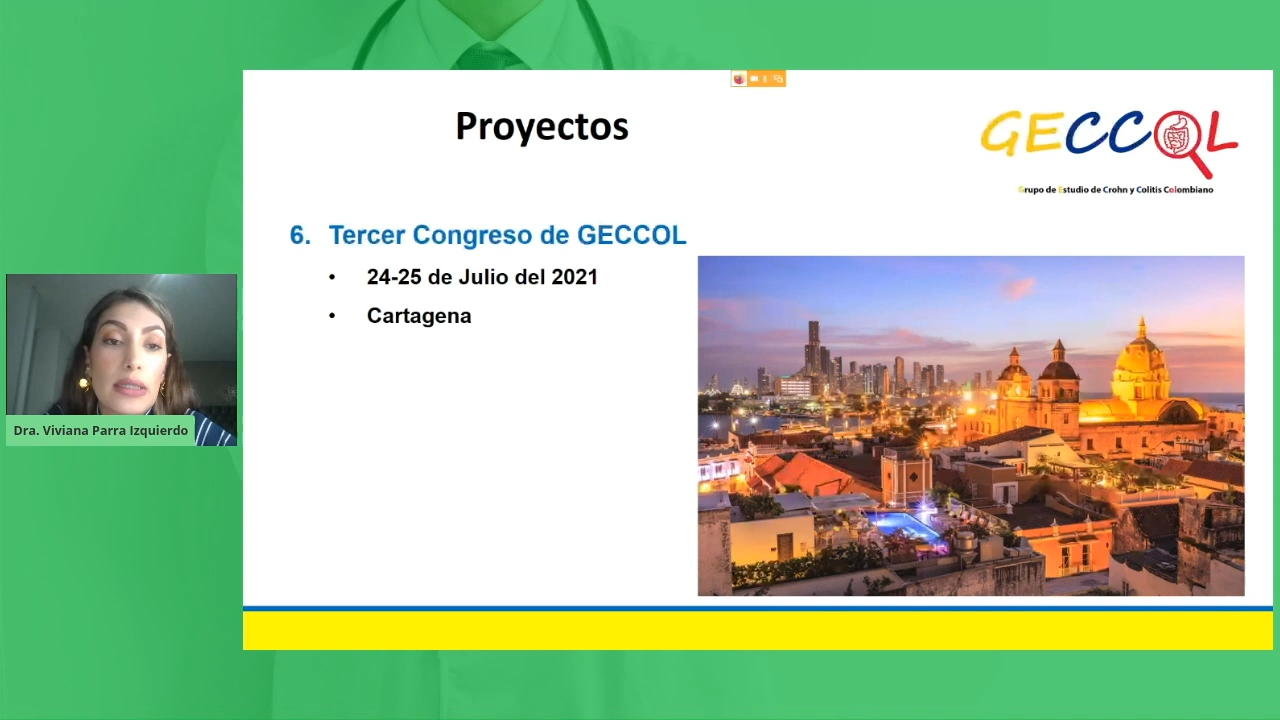 Proyectos
GECCOL
Grupo de Estudio de Crohn y Colitis Colombiano
6. Tercer Congreso de GECCOL
• 24-25 de Julio del 2021
• Cartagena
Dra. Viviana Parra Izquierdo